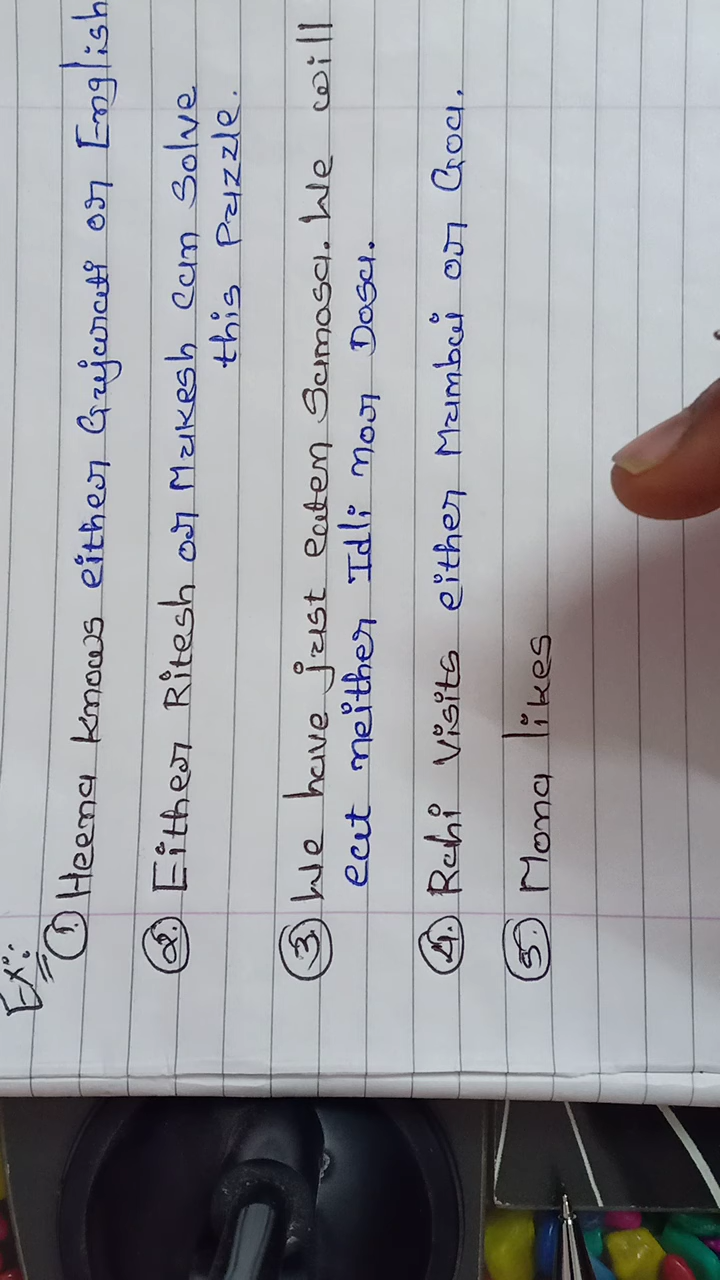 Ex:
1. Heena knows either Gujarati or English
2. Either Ritesh or Mukesh can solve
this Puzzle.
3. We have just eaten Samosa. We will
eat neither Idli nor Dosa.
4. Rahi visits either Mumbai or Goa.
5. Mona likes